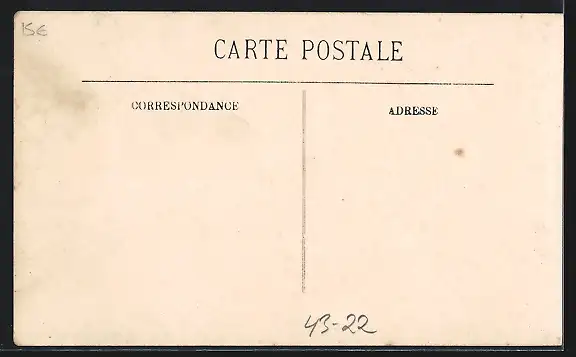 15€
CARTE POSTALE
CORRESPONDANCE
ADRESSE
43-22